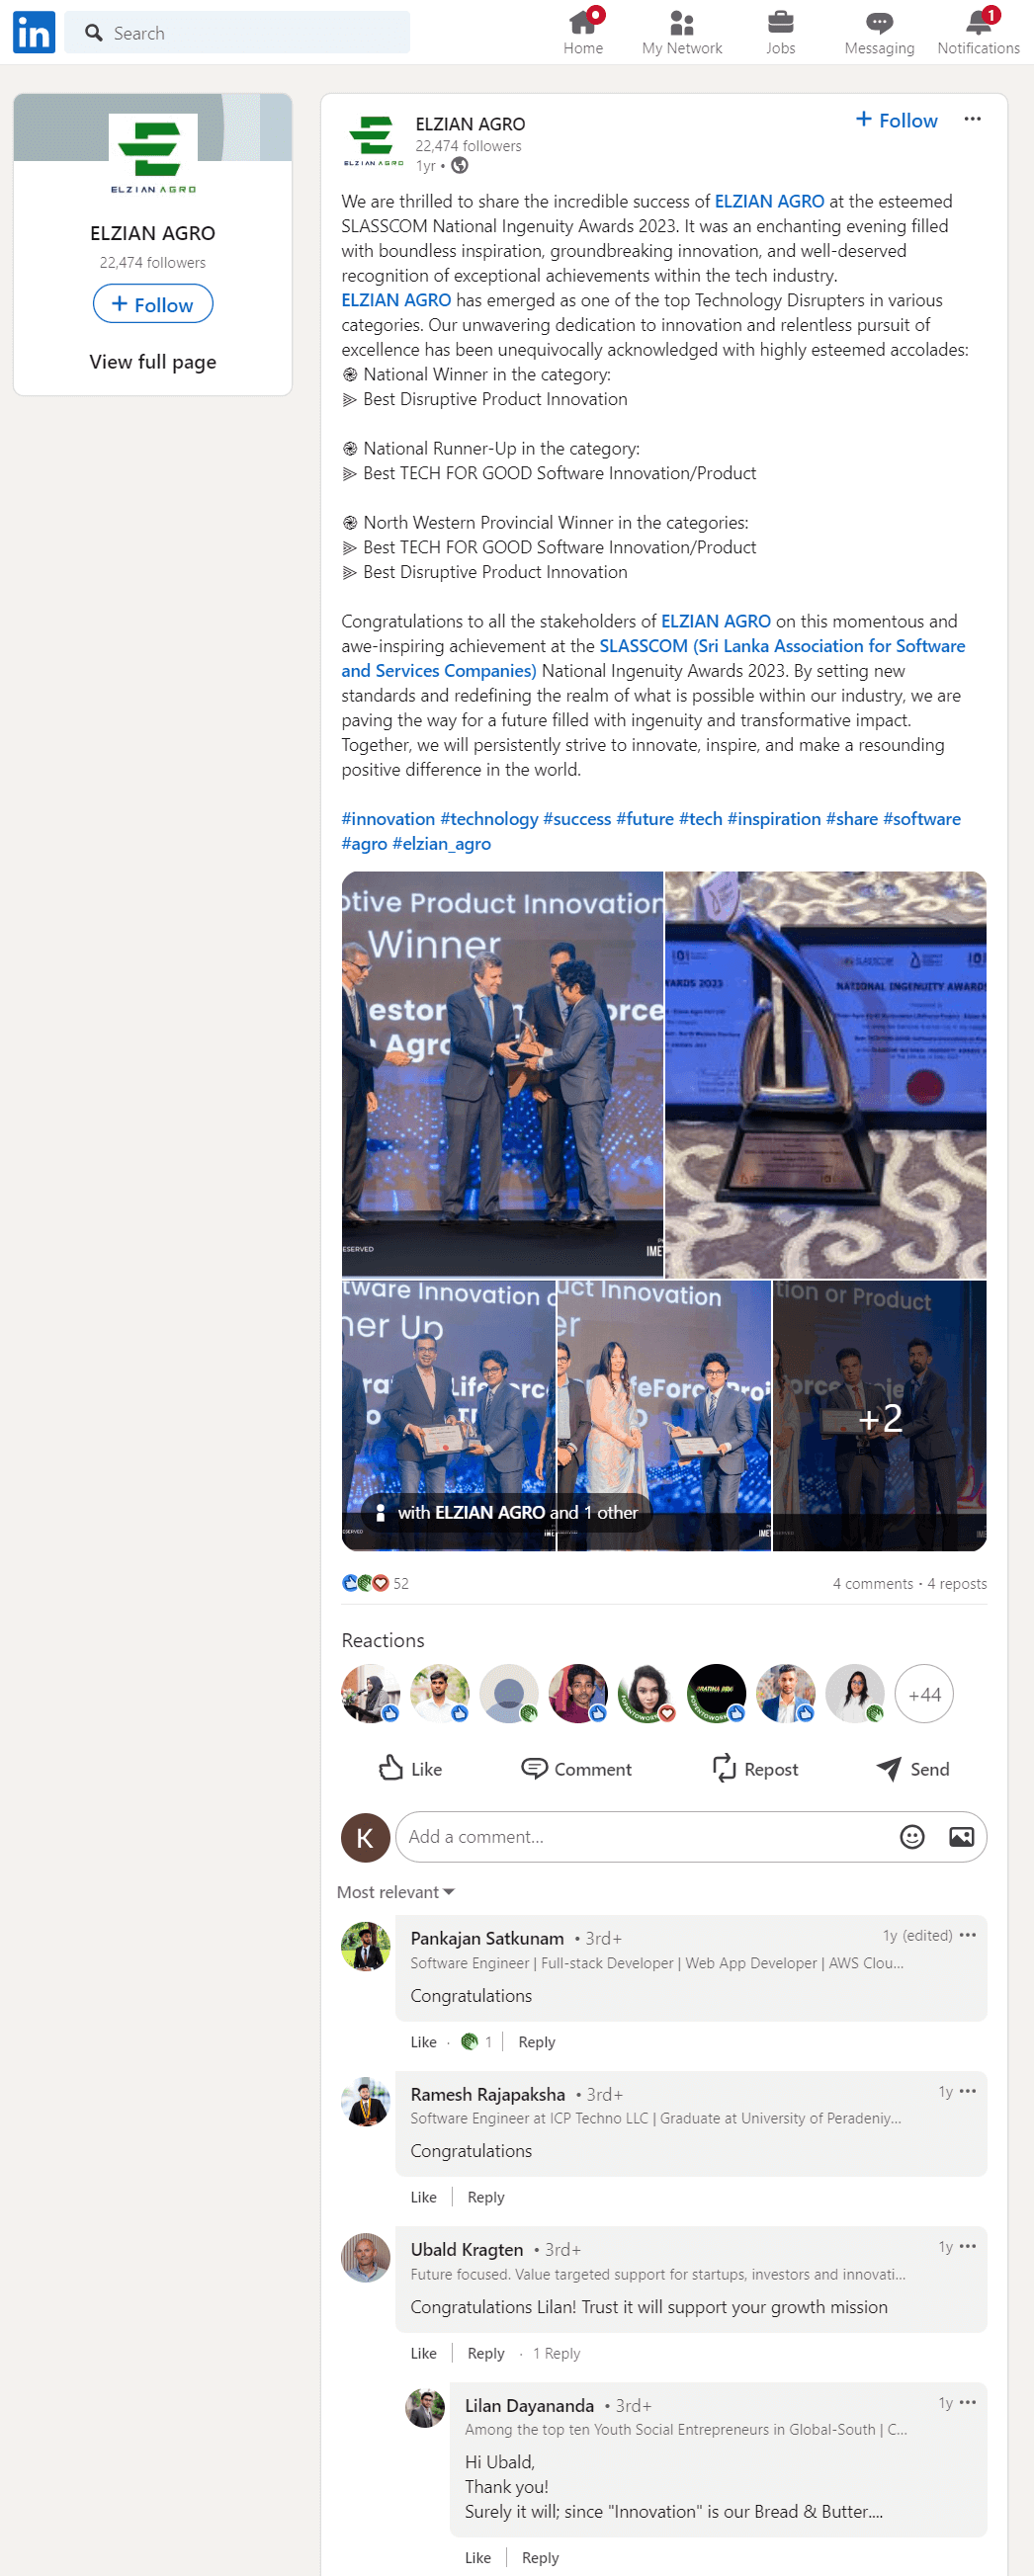 in
Search
Home
My Network
Jobs
Messaging
1
Notifications
ELZIAN AGRO
ELZIAN AGRO
22,474 followers
+ Follow
View full page
ELZIAN AGRO
ELZIAN AGRO
22,474 followers
1yr •
+ Follow
We are thrilled to share the incredible success of ELZIAN AGRO at the esteemed
SLASSCOM National Ingenuity Awards 2023. It was an enchanting evening filled
with boundless inspiration, groundbreaking innovation, and well-deserved
recognition of exceptional achievements within the tech industry.
ELZIAN AGRO has emerged as one of the top Technology Disrupters in various
categories. Our unwavering dedication to innovation and relentless pursuit of
excellence has been unequivocally acknowledged with highly esteemed accolades:
֎ National Winner in the category:
⩥ Best Disruptive Product Innovation
֎ National Runner-Up in the category:
⩥ Best TECH FOR GOOD Software Innovation/Product
֎ North Western Provincial Winner in the categories:
⩥ Best TECH FOR GOOD Software Innovation/Product
⩥ Best Disruptive Product Innovation
Congratulations to all the stakeholders of ELZIAN AGRO on this momentous and
awe-inspiring achievement at the SLASSCOM (Sri Lanka Association for Software
and Services Companies) National Ingenuity Awards 2023. By setting new
standards and redefining the realm of what is possible within our industry, we are
paving the way for a future filled with ingenuity and transformative impact.
Together, we will persistently strive to innovate, inspire, and make a resounding
positive difference in the world.
#innovation #technology #success #future #tech #inspiration #share #software
#agro #elzian_agro
otive Product Innovation
Winner
Agro
ESERVED
SLASSCOM
WARDS 2023
NATIONAL INGENUITY AWARDS
tware Innovation o
ner Up
uct Innovation
er
ifeForce Proj
tion or Product
+2
with ELZIAN AGRO and 1 other
52
4 comments • 4 reposts
Reactions
+44
Like
Comment
Repost
Send
K
Add a comment...
Most relevant
Pankajan Satkunam • 3rd+
1y (edited)
Software Engineer | Full-stack Developer | Web App Developer | AWS Clou...
Congratulations
Like · 1 | Reply
Ramesh Rajapaksha • 3rd+
1y
Software Engineer at ICP Techno LLC | Graduate at University of Peradeniy...
Congratulations
Like | Reply
Ubald Kragten • 3rd+
1y
Future focused. Value targeted support for startups, investors and innovati...
Congratulations Lilan! Trust it will support your growth mission
Like | Reply · 1 Reply
Lilan Dayananda • 3rd+
1y
Among the top ten Youth Social Entrepreneurs in Global-South | C...
Hi Ubald,
Thank you!
Surely it will; since "Innovation" is our Bread & Butter....
Like | Reply